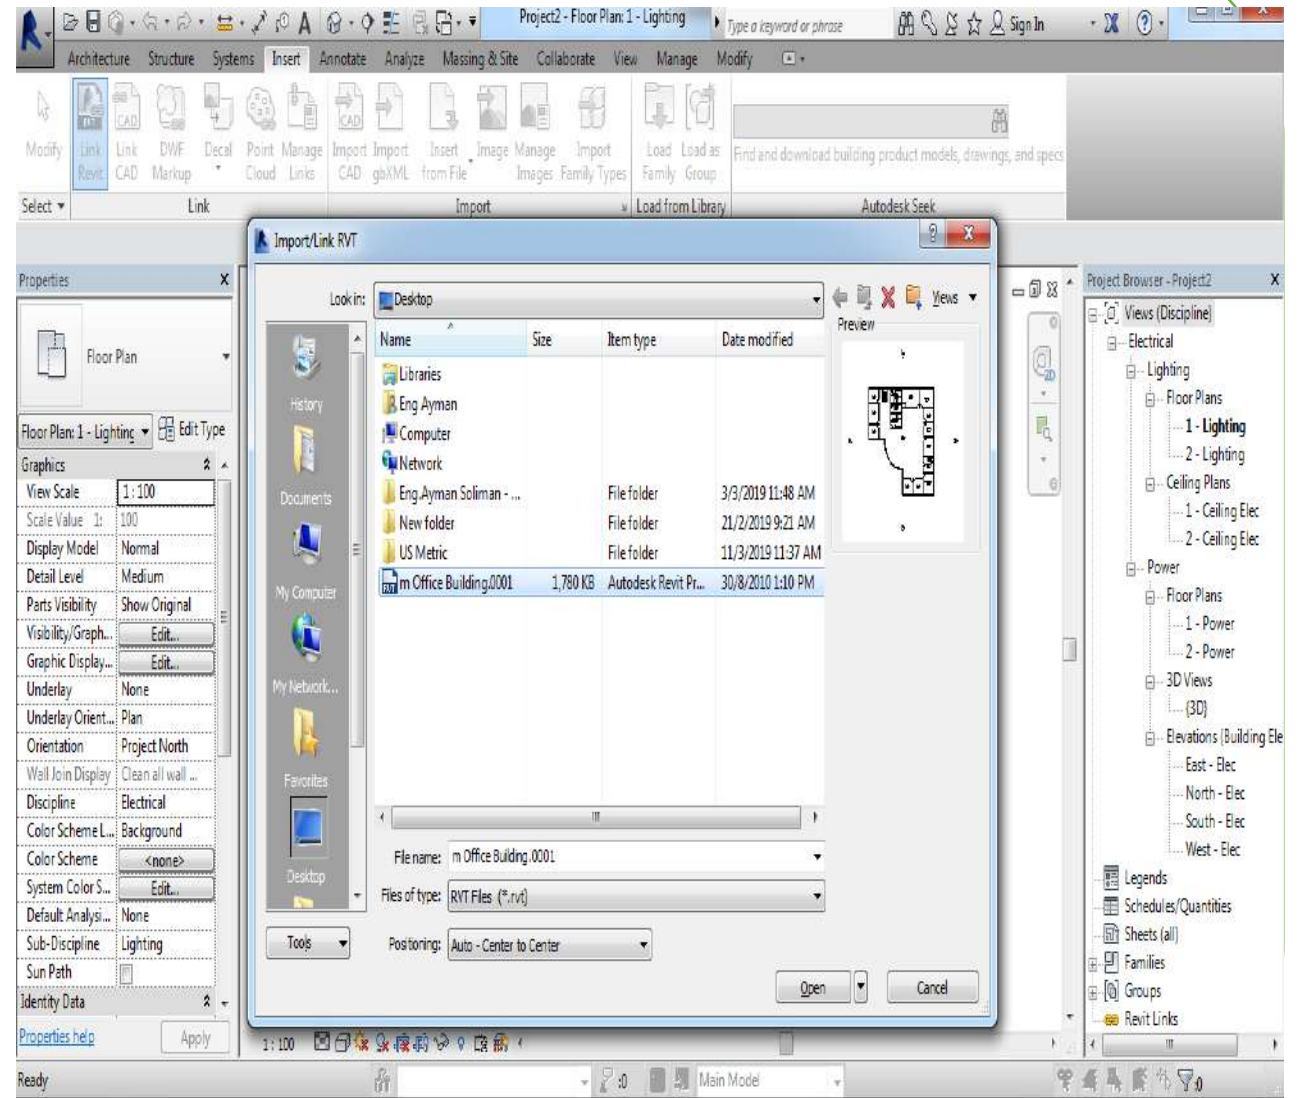 Project2 - Floor Plan: 1 - Lighting
Type a keyword or phrase
Sign In
Architecture Structure Systems Insert Annotate Analyze Massing & Site Collaborate View Manage Modify
Modify
Link Revit
Link CAD
DWF Markup
Decal
Point Cloud
Manage Links
Import CAD
Import gbXML
Insert from File
Image
Manage Images
Import Family Types
Load Family
Load as Group
Find and download building product models, drawings, and specs
Select
Link
Import
Load from Library
Autodesk Seek
Properties X
Floor Plan
Floor Plan: 1 - Lighting
Edit Type
Graphics
View Scale 1 : 100
Scale Value 1: 100
Display Model Normal
Detail Level Medium
Parts Visibility Show Original
Visibility/Graph... Edit...
Graphic Display... Edit...
Underlay None
Underlay Orient... Plan
Orientation Project North
Wall Join Display Clean all wall ...
Discipline Electrical
Color Scheme L... Background
Color Scheme <none>
System Color S... Edit...
Default Analysi... None
Sub-Discipline Lighting
Sun Path
Identity Data
Properties help
Apply
Import/Link RVT
Look in: Desktop
Views
History
Documents
My Computer
My Network...
Favorites
Desktop
Name Size Item type Date modified
Libraries
Eng Ayman
Computer
Network
Eng.Ayman Soliman - ... File folder 3/3/2019 11:48 AM
New folder File folder 21/2/2019 9:21 AM
US Metric File folder 11/3/2019 11:37 AM
m Office Building.0001 1,780 KB Autodesk Revit Pr... 30/8/2010 1:10 PM
Preview
File name: m Office Building.0001
Files of type: RVT Files (*.rvt)
Tools
Positioning: Auto - Center to Center
Open
Cancel
2D
Project Browser - Project2 X
Views (Discipline)
Electrical
Lighting
Floor Plans
1 - Lighting
2 - Lighting
Ceiling Plans
1 - Ceiling Elec
2 - Ceiling Elec
Power
Floor Plans
1 - Power
2 - Power
3D Views
{3D}
Elevations (Building Ele
East - Elec
North - Elec
South - Elec
West - Elec
Legends
Schedules/Quantities
Sheets (all)
Families
Groups
Revit Links
1 : 100
Ready
:0
Main Model
:0